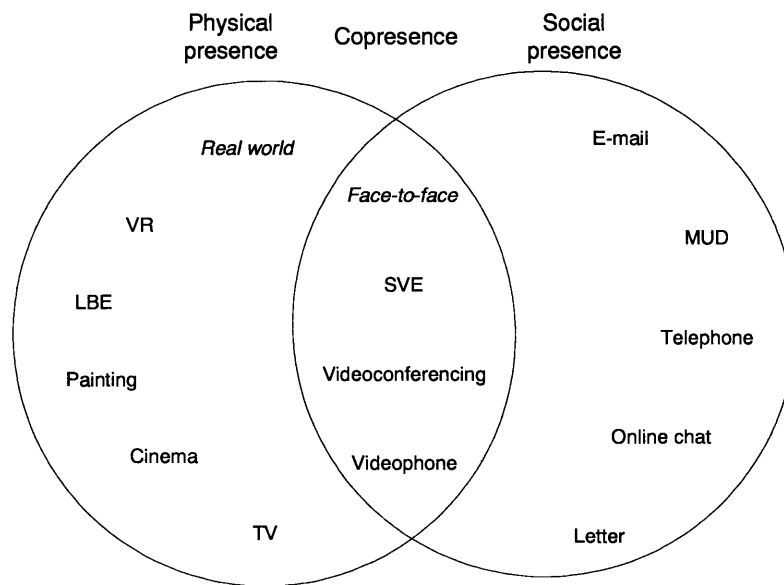 Physical
presence
Copresence
Social
presence
Real world
E-mail
Face-to-face
VR
MUD
SVE
LBE
Telephone
Painting
Videoconferencing
Online chat
Cinema
Videophone
TV
Letter